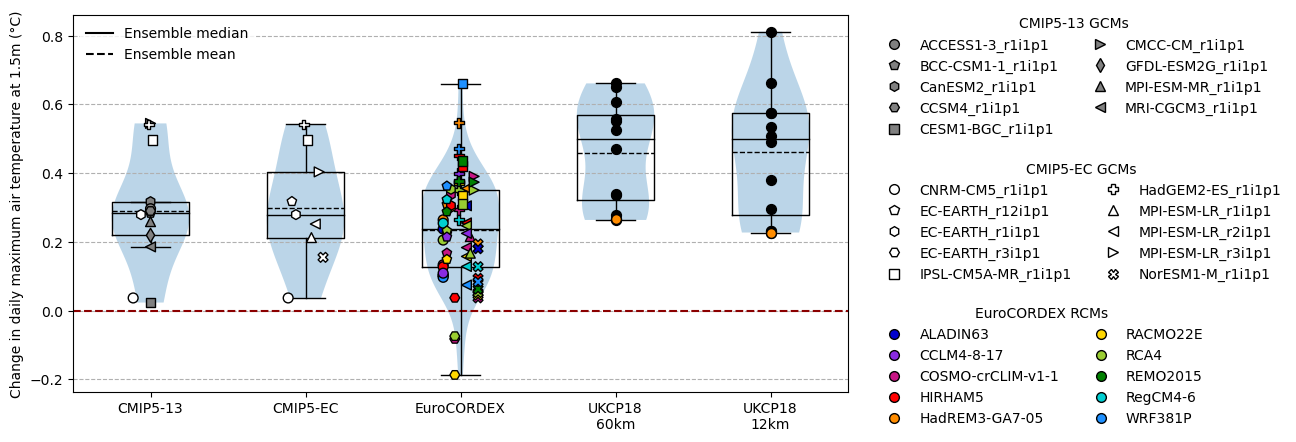 Change in daily maximum air temperature at 1.5m (°C)
0.8
0.6
0.4
0.2
0.0
−0.2
Ensemble median
Ensemble mean
CMIP5-13
CMIP5-EC
EuroCORDEX
UKCP18
60km
UKCP18
12km
CMIP5-13 GCMs
ACCESS1-3_r1i1p1
BCC-CSM1-1_r1i1p1
CanESM2_r1i1p1
CCSM4_r1i1p1
CESM1-BGC_r1i1p1
CMCC-CM_r1i1p1
GFDL-ESM2G_r1i1p1
MPI-ESM-MR_r1i1p1
MRI-CGCM3_r1i1p1
CMIP5-EC GCMs
CNRM-CM5_r1i1p1
EC-EARTH_r12i1p1
EC-EARTH_r1i1p1
EC-EARTH_r3i1p1
IPSL-CM5A-MR_r1i1p1
HadGEM2-ES_r1i1p1
MPI-ESM-LR_r1i1p1
MPI-ESM-LR_r2i1p1
MPI-ESM-LR_r3i1p1
NorESM1-M_r1i1p1
EuroCORDEX RCMs
ALADIN63
CCLM4-8-17
COSMO-crCLIM-v1-1
HIRHAM5
HadREM3-GA7-05
RACMO22E
RCA4
REMO2015
RegCM4-6
WRF381P